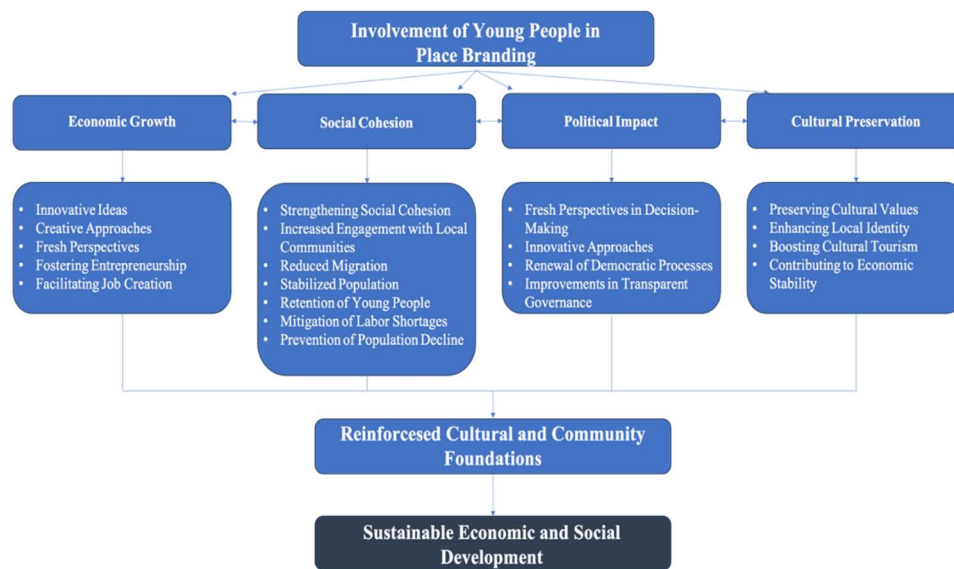 Involvement of Young People in
Place Branding
Economic Growth
Social Cohesion
Political Impact
Cultural Preservation
• Innovative Ideas
• Creative Approaches
• Fresh Perspectives
• Fostering Entrepreneurship
• Facilitating Job Creation
• Strengthening Social Cohesion
• Increased Engagement with Local
Communities
• Reduced Migration
• Stabilized Population
• Retention of Young People
• Mitigation of Labor Shortages
• Prevention of Population Decline
• Fresh Perspectives in Decision-
Making
• Innovative Approaches
• Renewal of Democratic Processes
• Improvements in Transparent
Governance
• Preserving Cultural Values
• Enhancing Local Identity
• Boosting Cultural Tourism
• Contributing to Economic
Stability
Reinforcesed Cultural and Community
Foundations
Sustainable Economic and Social
Development